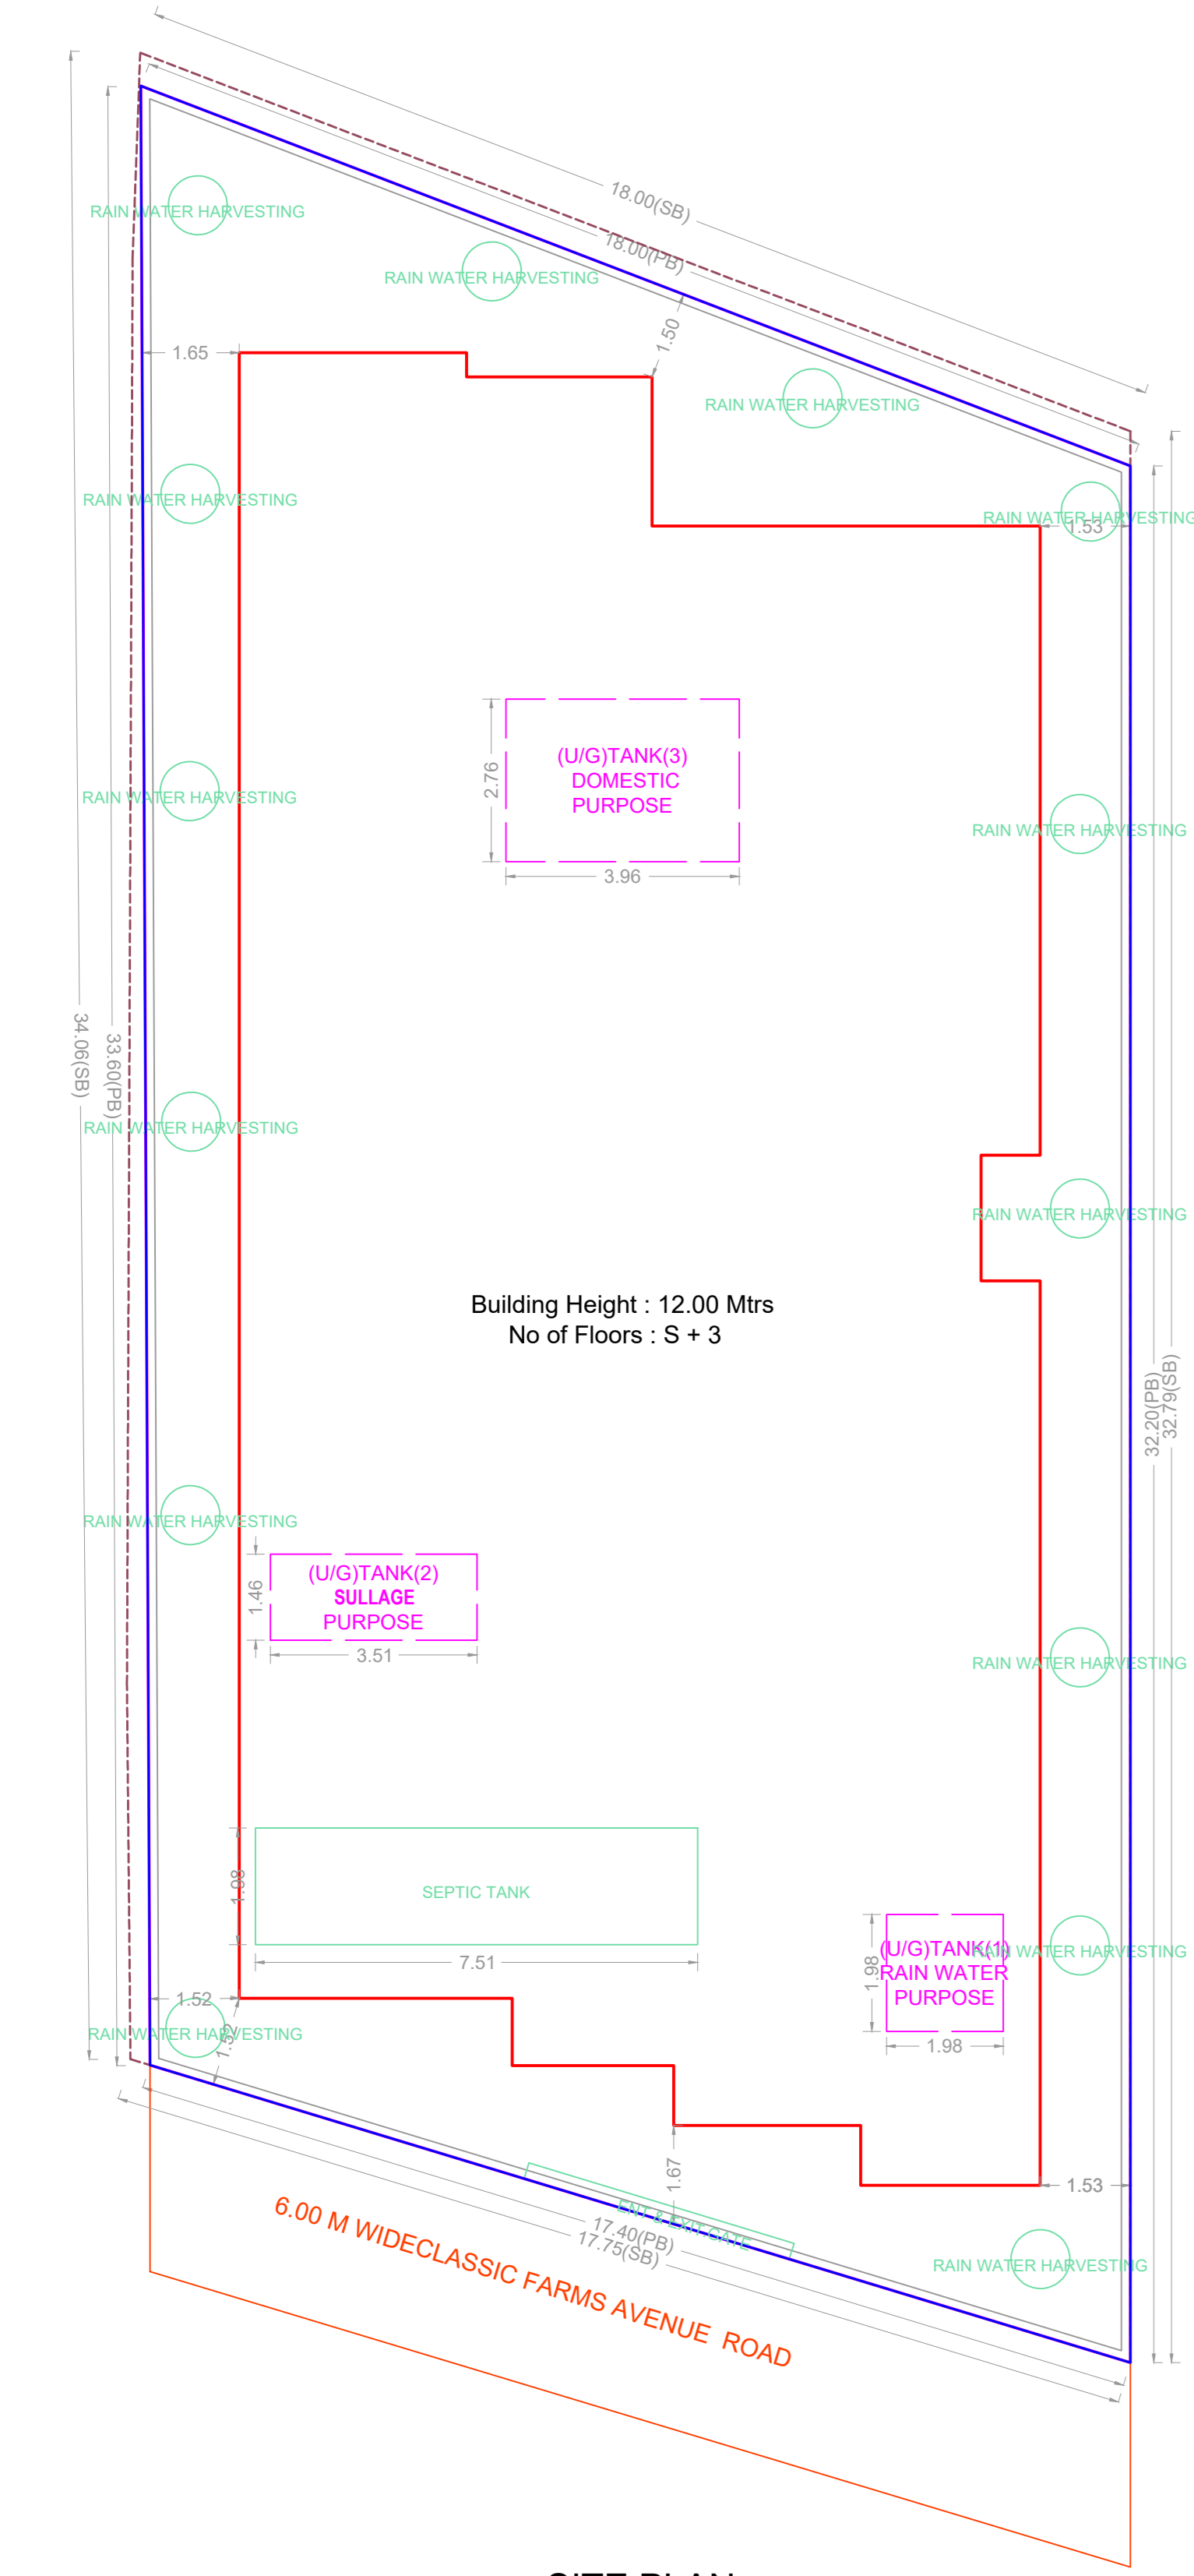 18.00(SB)
18.00(PB)
RAIN WATER HARVESTING
RAIN WATER HARVESTING
1.50
1.65
RAIN WATER HARVESTING
RAIN WATER HARVESTING
RAIN WATER HARVESTING
1.53
(U/G)TANK(3)
DOMESTIC
PURPOSE
2.76
3.96
RAIN WATER HARVESTING
RAIN WATER HARVESTING
34.06(SB)
33.60(PB)
RAIN WATER HARVESTING
RAIN WATER HARVESTING
Building Height : 12.00 Mtrs
No of Floors : S + 3
32.20(PB)
32.79(SB)
RAIN WATER HARVESTING
(U/G)TANK(2)
SULLAGE
PURPOSE
1.46
3.51
RAIN WATER HARVESTING
1.98
SEPTIC TANK
7.51
(U/G)TANK(1)
RAIN WATER
PURPOSE
1.98
1.98
RAIN WATER HARVESTING
1.52
RAIN WATER HARVESTING
1.52
1.67
1.53
ENT & EXIT GATE
17.40(PB)
17.75(SB)
RAIN WATER HARVESTING
6.00 M WIDECLASSIC FARMS AVENUE ROAD
SITE PLAN